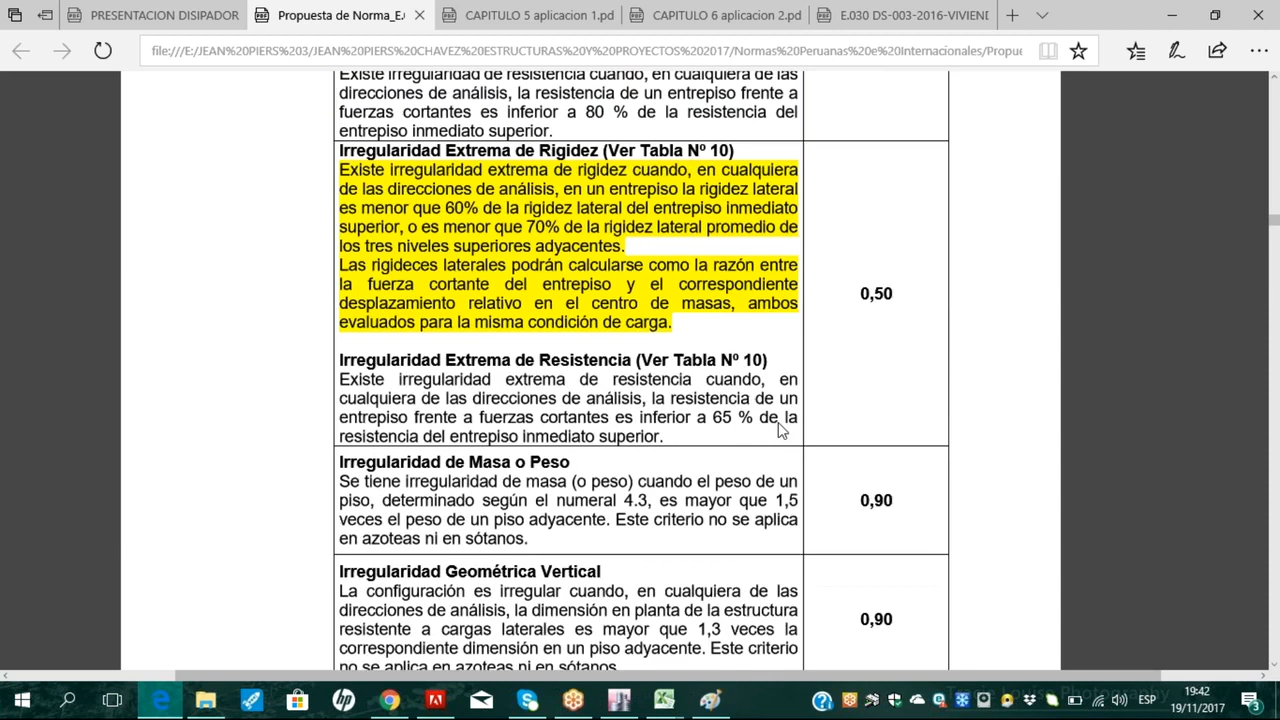 PRESENTACION DISIPADOR
Propuesta de Norma_E.
CAPITULO 5 aplicacion 1.pd
CAPITULO 6 aplicacion 2.pd
E.030 DS-003-2016-VIVIEND
file:///E:/JEAN%20PIERS%203/JEAN%20PIERS%20CHAVEZ%20ESTRUCTURAS%20Y%20PROYECTOS%202017/Normas%20Peruanas%20e%20Internacionales/Propue
Existe irregularidad de resistencia cuando, en cualquiera de las
direcciones de análisis, la resistencia de un entrepiso frente a
fuerzas cortantes es inferior a 80 % de la resistencia del
entrepiso inmediato superior.
Irregularidad Extrema de Rigidez (Ver Tabla Nº 10)
Existe irregularidad extrema de rigidez cuando, en cualquiera
de las direcciones de análisis, en un entrepiso la rigidez lateral
es menor que 60% de la rigidez lateral del entrepiso inmediato
superior, o es menor que 70% de la rigidez lateral promedio de
los tres niveles superiores adyacentes.
Las rigideces laterales podrán calcularse como la razón entre
la fuerza cortante del entrepiso y el correspondiente
desplazamiento relativo en el centro de masas, ambos
evaluados para la misma condición de carga.
0,50
Irregularidad Extrema de Resistencia (Ver Tabla Nº 10)
Existe irregularidad extrema de resistencia cuando, en
cualquiera de las direcciones de análisis, la resistencia de un
entrepiso frente a fuerzas cortantes es inferior a 65 % de la
resistencia del entrepiso inmediato superior.
Irregularidad de Masa o Peso
Se tiene irregularidad de masa (o peso) cuando el peso de un
piso, determinado según el numeral 4.3, es mayor que 1,5
veces el peso de un piso adyacente. Este criterio no se aplica
en azoteas ni en sótanos.
0,90
Irregularidad Geométrica Vertical
La configuración es irregular cuando, en cualquiera de las
direcciones de análisis, la dimensión en planta de la estructura
resistente a cargas laterales es mayor que 1,3 veces la
correspondiente dimensión en un piso adyacente. Este criterio
no se aplica en azoteas ni en sótanos.
0,90
ESP
19:42
19/11/2017
3